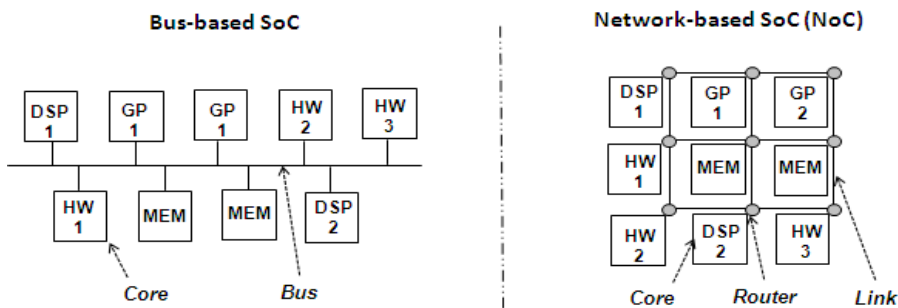 Bus-based SoC
DSP
1
GP
1
GP
1
HW
2
HW
3
HW
1
MEM
MEM
DSP
2
Core
Bus
Network-based SoC (NoC)
DSP
1
GP
1
GP
2
HW
1
MEM
MEM
HW
2
DSP
2
HW
3
Core
Router
Link